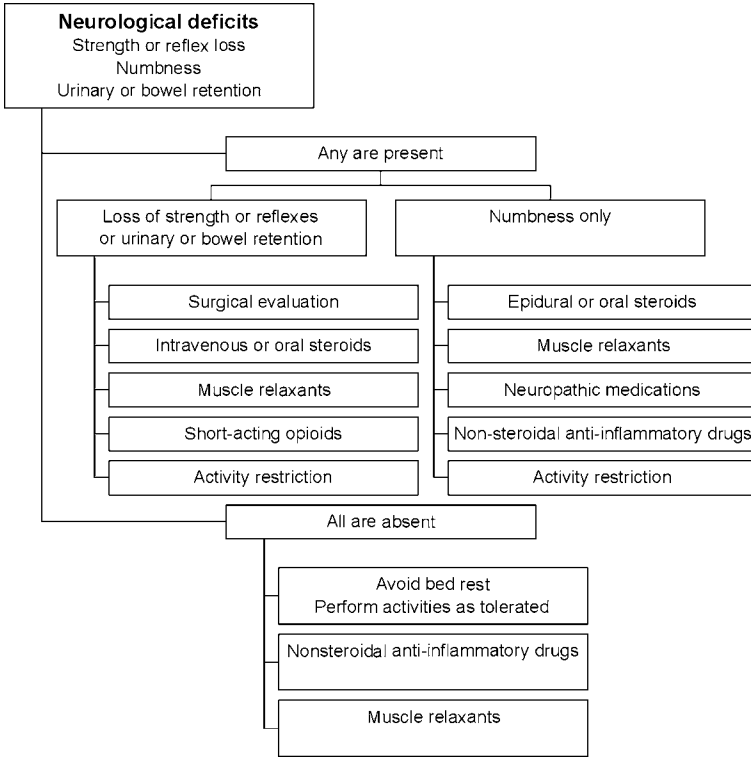 Neurological deficits
Strength or reflex loss
Numbness
Urinary or bowel retention
Any are present
Loss of strength or reflexes
or urinary or bowel retention
Surgical evaluation
Intravenous or oral steroids
Muscle relaxants
Short-acting opioids
Activity restriction
Numbness only
Epidural or oral steroids
Muscle relaxants
Neuropathic medications
Non-steroidal anti-inflammatory drugs
Activity restriction
All are absent
Avoid bed rest
Perform activities as tolerated
Nonsteroidal anti-inflammatory drugs
Muscle relaxants